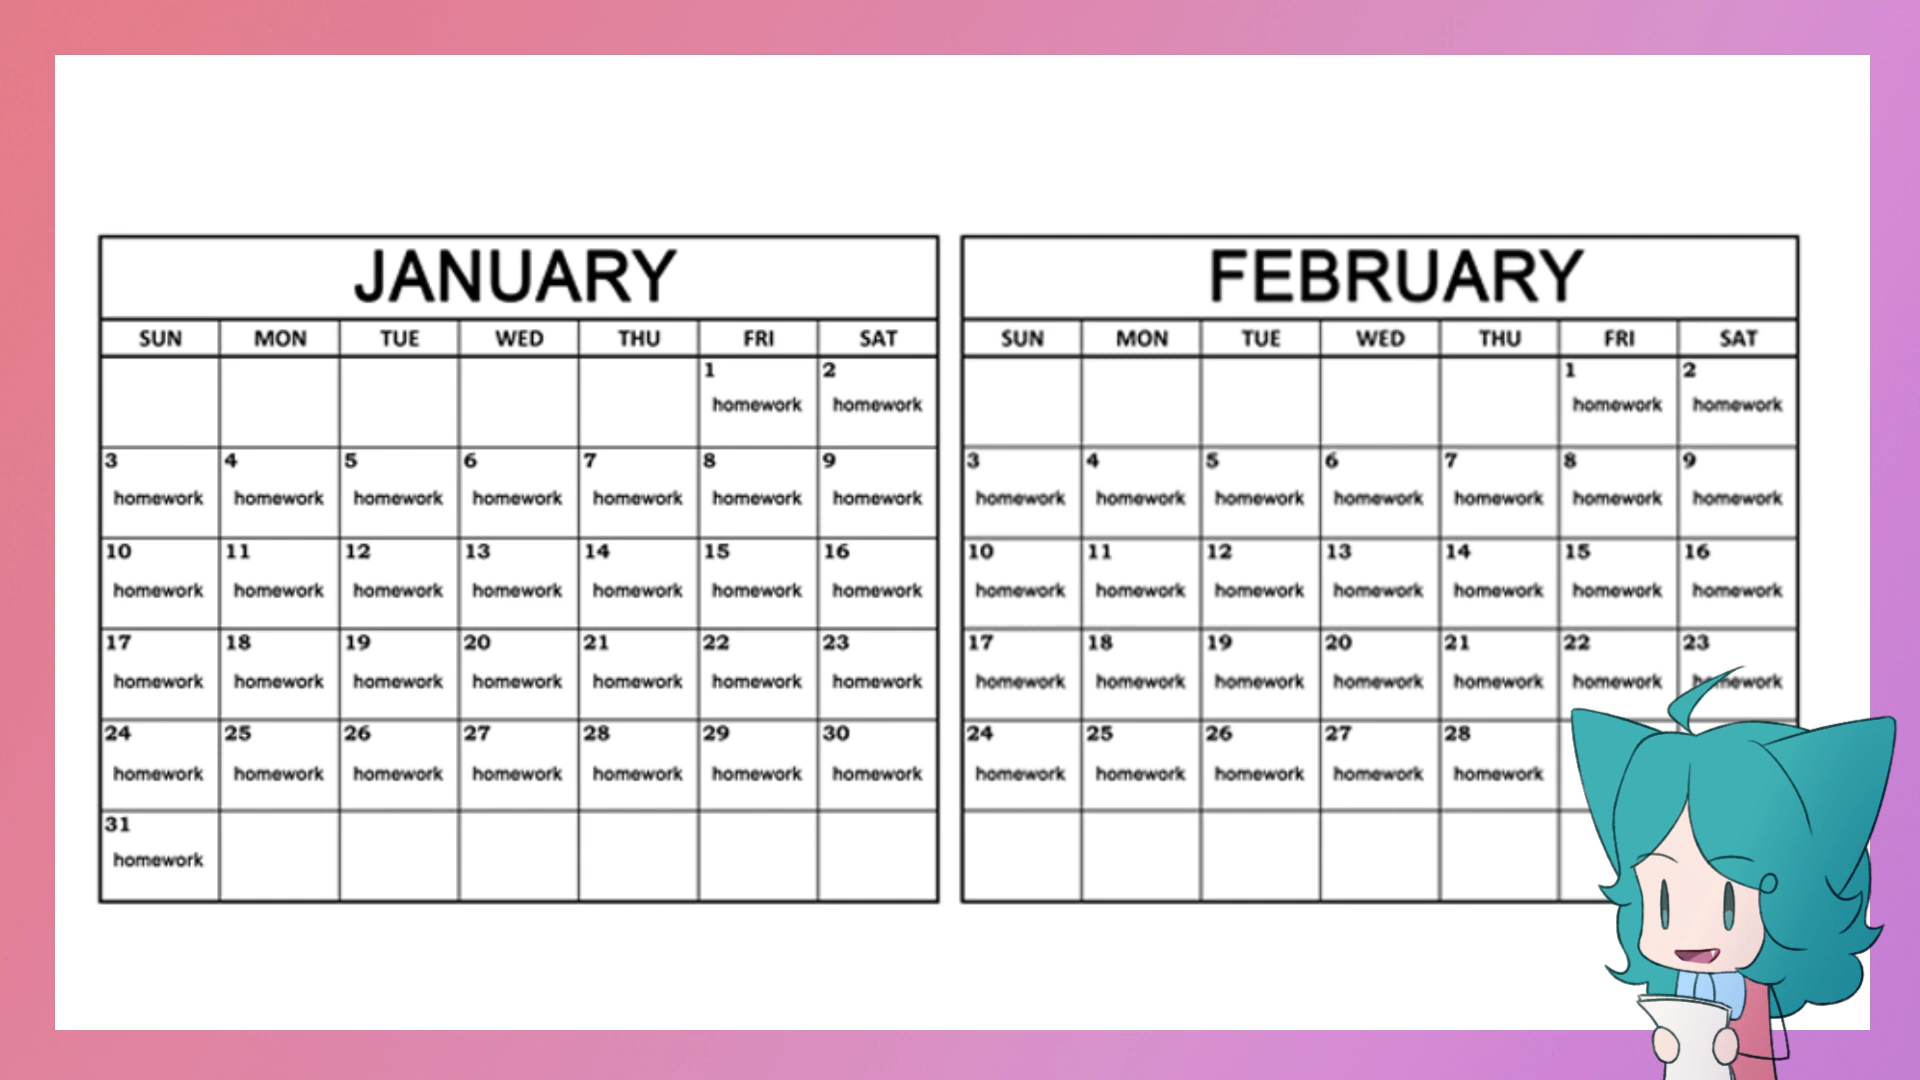 JANUARY
SUN MON TUE WED THU FRI SAT
1 2
homework homework
3 4 5 6 7 8 9
homework homework homework homework homework homework homework
10 11 12 13 14 15 16
homework homework homework homework homework homework homework
17 18 19 20 21 22 23
homework homework homework homework homework homework homework
24 25 26 27 28 29 30
homework homework homework homework homework homework homework
31
homework
FEBRUARY
SUN MON TUE WED THU FRI SAT
1 2
homework homework
3 4 5 6 7 8 9
homework homework homework homework homework homework homework
10 11 12 13 14 15 16
homework homework homework homework homework homework homework
17 18 19 20 21 22 23
homework homework homework homework homework homework homework
24 25 26 27 28
homework homework homework homework homework